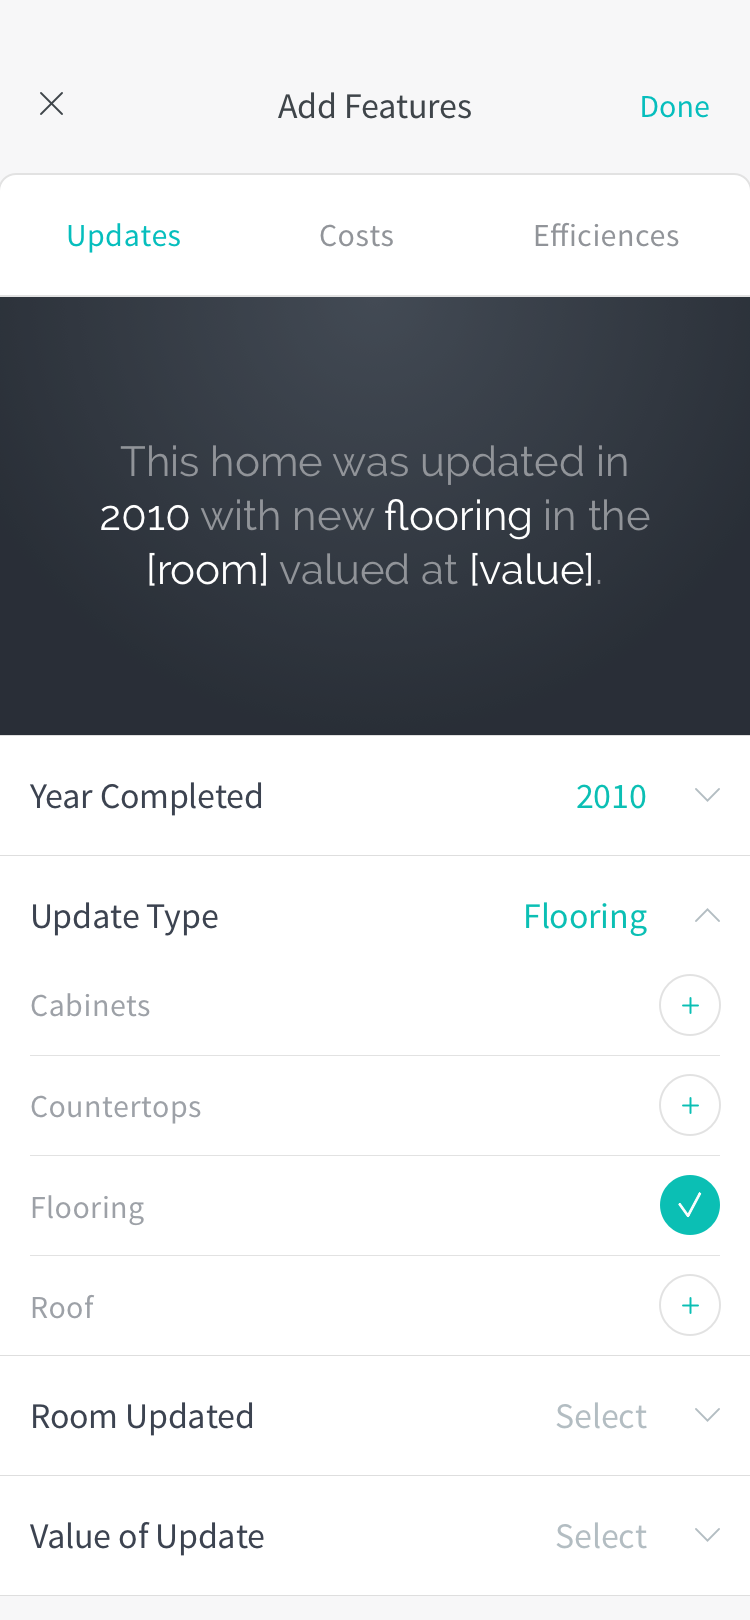 Add Features
Done
Updates
Costs
Efficiences
This home was updated in
2010 with new flooring in the
[room] valued at [value].
Year Completed
2010
Update Type
Flooring
Cabinets
Countertops
Flooring
Roof
Room Updated
Select
Value of Update
Select